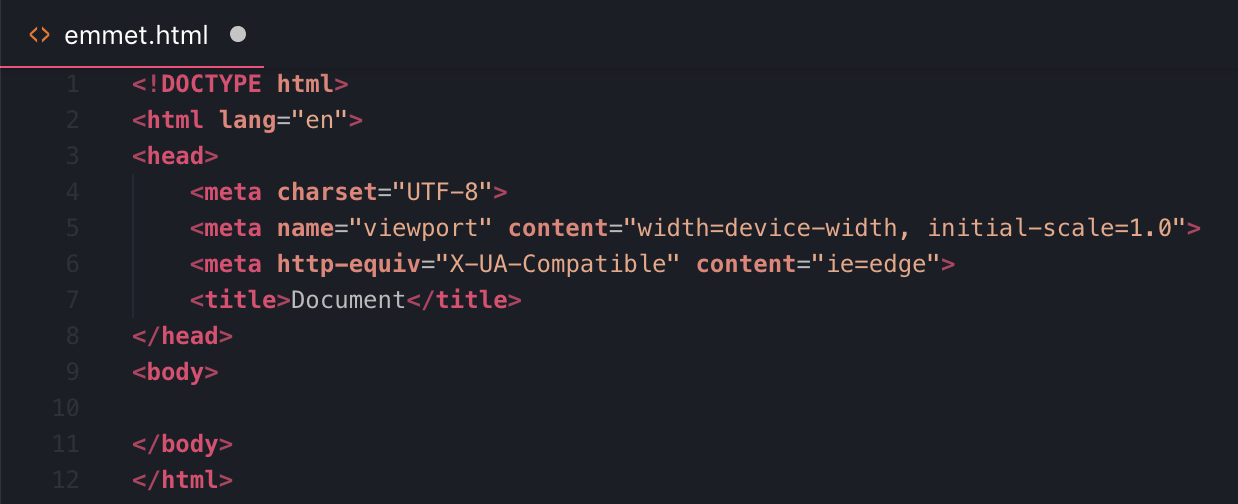 <> emmet.html
1 <!DOCTYPE html>
2 <html lang="en">
3 <head>
4     <meta charset="UTF-8">
5     <meta name="viewport" content="width=device-width, initial-scale=1.0">
6     <meta http-equiv="X-UA-Compatible" content="ie=edge">
7     <title>Document</title>
8 </head>
9 <body>
10
11 </body>
12 </html>